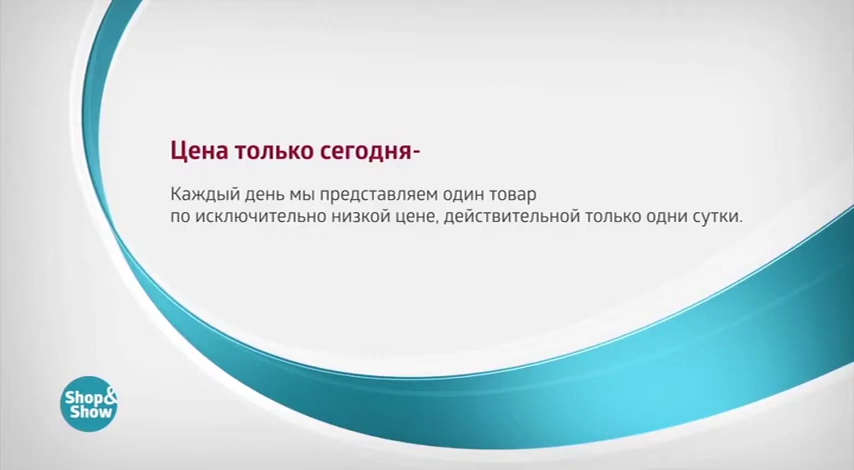 Цена только сегодня-
Каждый день мы представляем один товар
по исключительно низкой цене, действительной только одни сутки.
Shop&
Show